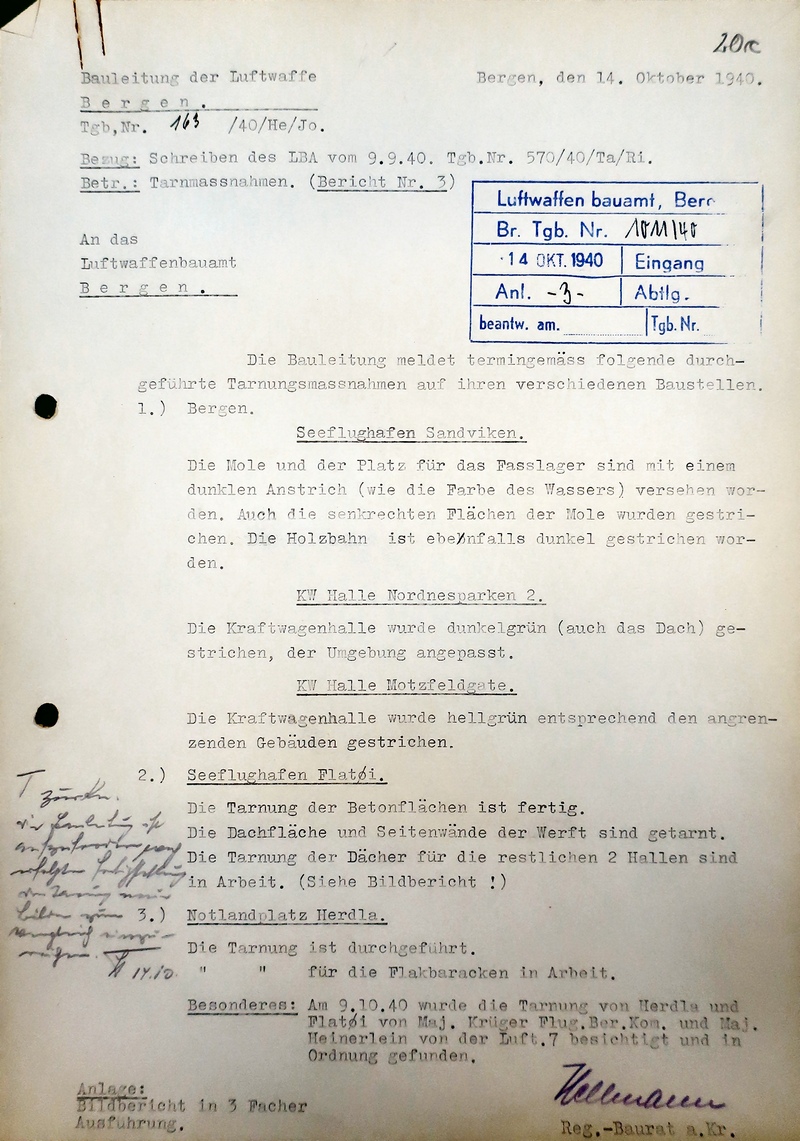 20a
Bauleitung der Luftwaffe
Bergen, den 14. Oktober 1940.
B e r g e n .
Tgb,Nr. 163 /40/He/Jo.
Bezug: Schreiben des LBA vom 9.9.40. Tgb.Nr. 570/40/Ta/Ri.
Betr.: Tarnmassnahmen. (Bericht Nr. 3)
Luftwaffen bauamt, Berg
Br. Tgb. Nr. 1011/40
14 OKT. 1940 Eingang
Anl. -3- Abtlg.
beantw. am. Tgb. Nr.
An das
Luftwaffenbauamt
B e r g e n .
Die Bauleitung meldet termingemäss folgende durch-
geführte Tarnungsmassnahmen auf ihren verschiedenen Baustellen.
1.) Bergen.
Seeflughafen Sandviken.
Die Mole und der Platz für das Fasslager sind mit einem
dunklen Anstrich (wie die Farbe des Wassers) versehen wor-
den. Auch die senkrechten Flächen der Mole wurden gestri-
chen. Die Holzbahn ist ebenfalls dunkel gestrichen wor-
den.
KW Halle Nordnesparken 2.
Die Kraftwagenhalle wurde dunkelgrün (auch das Dach) ge-
strichen, der Umgebung angepasst.
KW Halle Motzfeldgate.
Die Kraftwagenhalle wurde hellgrün entsprechend den angren-
zenden Gebäuden gestrichen.
2.) Seeflughafen Flatøi.
Die Tarnung der Betonflächen ist fertig.
Die Dachfläche und Seitenwände der Werft sind getarnt.
Die Tarnung der Dächer für die restlichen 2 Hallen sind
in Arbeit. (Siehe Bildbericht !)
3.) Notlandplatz Herdla.
Die Tarnung ist durchgeführt.
" " für die Flakbaracken in Arbeit.
14.10
Besonderes: Am 9.10.40 wurde die Tarnung von Herdla und
Flatøi von Maj. Krüger Flug.Ber.Kom. und Maj.
Heinerlein von der Luft.7 besichtigt und in
Ordnung gefunden.
Hellmann
Anlage:
Bildbericht in 3 Facher
Ausführung.
Reg.-Baurat a.Kr.